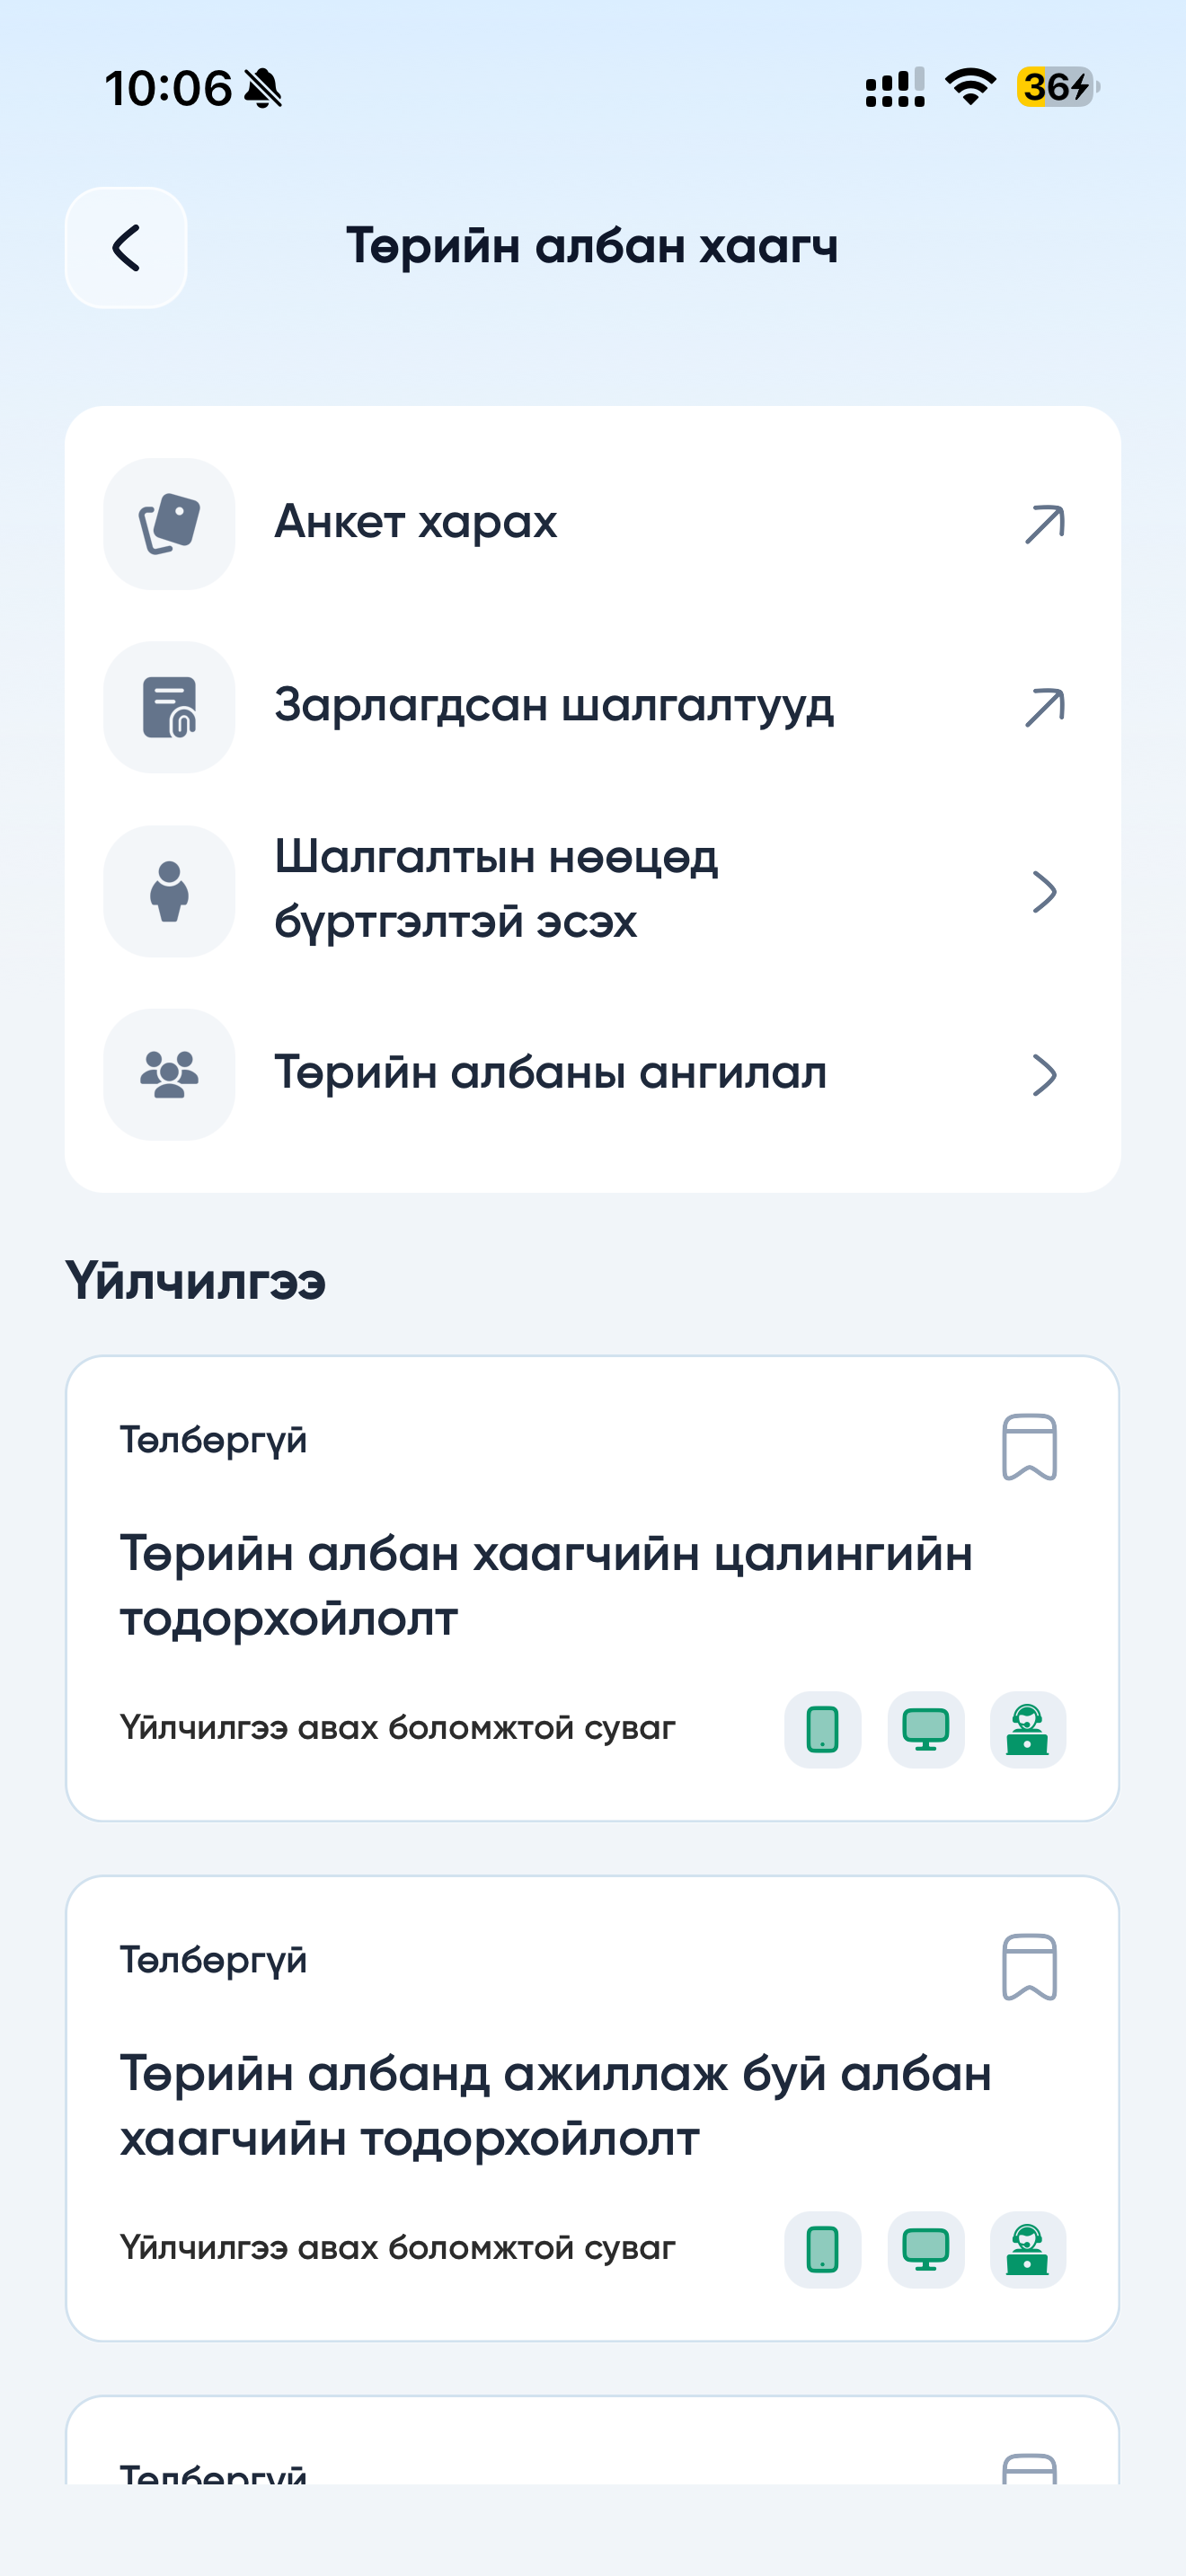 10:06
36
Төрийн албан хаагч
Анкет харах
Зарлагдсан шалгалтууд
Шалгалтын нөөцөд
бүртгэлтэй эсэх
Төрийн албаны ангилал
Үйлчилгээ
Төлбөргүй
Төрийн албан хаагчийн цалингийн
тодорхойлолт
Үйлчилгээ авах боломжтой суваг
Төлбөргүй
Төрийн албанд ажиллаж буй албан
хаагчийн тодорхойлолт
Үйлчилгээ авах боломжтой суваг
Төлбөргүй